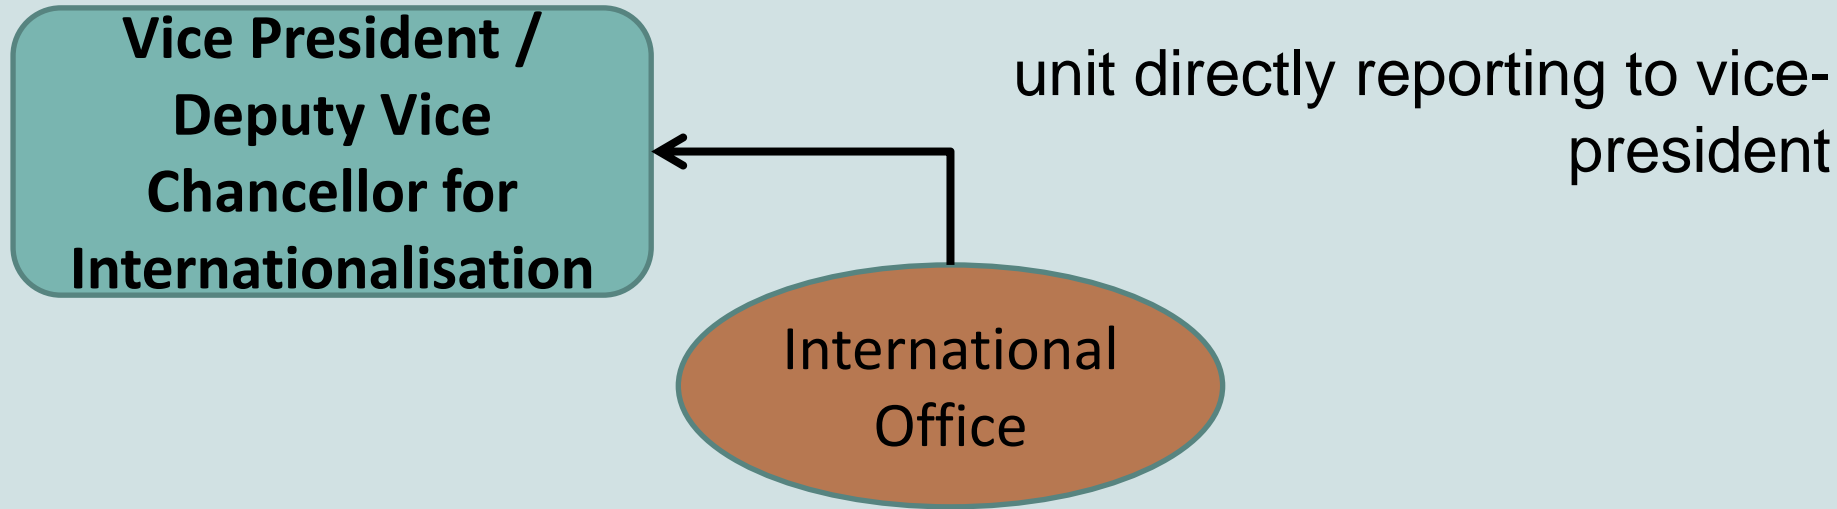 Vice President /
Deputy Vice
Chancellor for
Internationalisation
unit directly reporting to vice-
president
International
Office